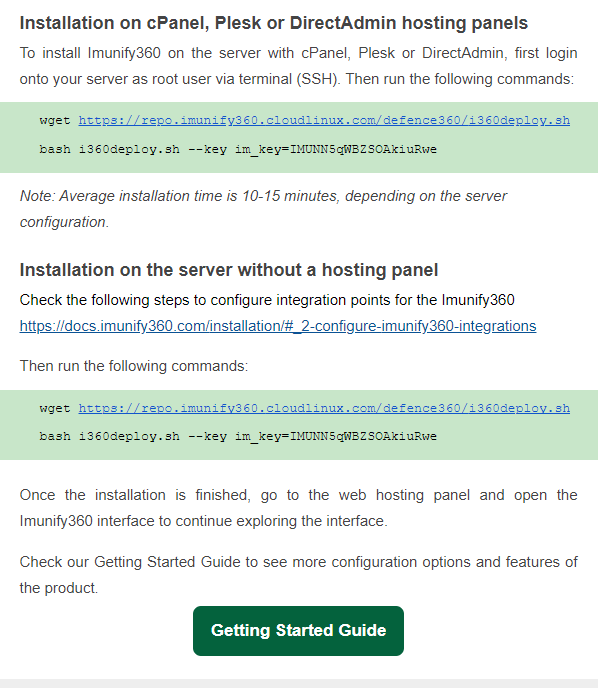 Installation on cPanel, Plesk or DirectAdmin hosting panels
To install Imunify360 on the server with cPanel, Plesk or DirectAdmin, first login
onto your server as root user via terminal (SSH). Then run the following commands:
wget https://repo.imunify360.cloudlinux.com/defence360/i360deploy.sh
bash i360deploy.sh --key im_key=IMUNN5qWBZSOAkiuRwe
Note: Average installation time is 10-15 minutes, depending on the server
configuration.
Installation on the server without a hosting panel
Check the following steps to configure integration points for the Imunify360
https://docs.imunify360.com/installation/#_2-configure-imunify360-integrations
Then run the following commands:
wget https://repo.imunify360.cloudlinux.com/defence360/i360deploy.sh
bash i360deploy.sh --key im_key=IMUNN5qWBZSOAkiuRwe
Once the installation is finished, go to the web hosting panel and open the
Imunify360 interface to continue exploring the interface.
Check our Getting Started Guide to see more configuration options and features of
the product.
Getting Started Guide